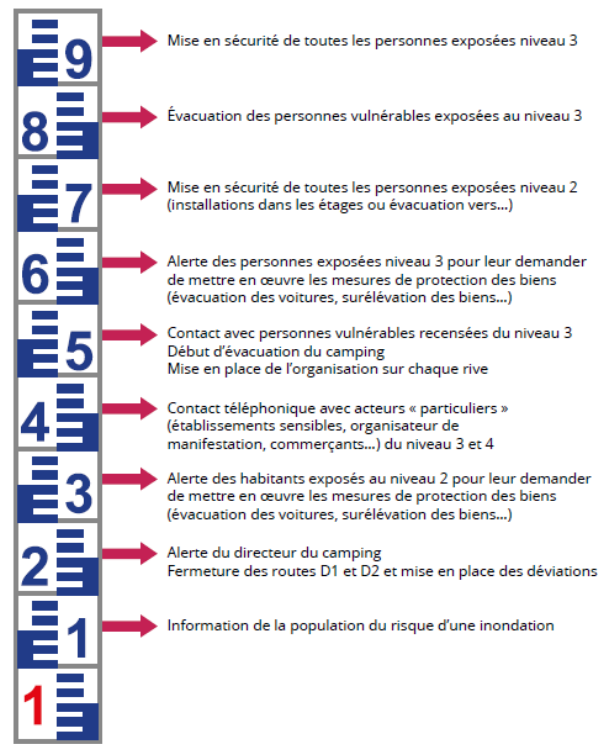 9
Mise en sécurité de toutes les personnes exposées niveau 3
8
Évacuation des personnes vulnérables exposées au niveau 3
7
Mise en sécurité de toutes les personnes exposées niveau 2
(installations dans les étages ou évacuation vers...)
6
Alerte des personnes exposées niveau 3 pour leur demander
de mettre en œuvre les mesures de protection des biens
(évacuation des voitures, surélévation des biens...)
5
Contact avec personnes vulnérables recensées du niveau 3
Début d’évacuation du camping
Mise en place de l’organisation sur chaque rive
4
Contact téléphonique avec acteurs « particuliers »
(établissements sensibles, organisateur de
manifestation, commerçants...) du niveau 3 et 4
3
Alerte des habitants exposés au niveau 2 pour leur demander
de mettre en œuvre les mesures de protection des biens
(évacuation des voitures, surélévation des biens...)
2
Alerte du directeur du camping
Fermeture des routes D1 et D2 et mise en place des déviations
1
Information de la population du risque d’une inondation
1